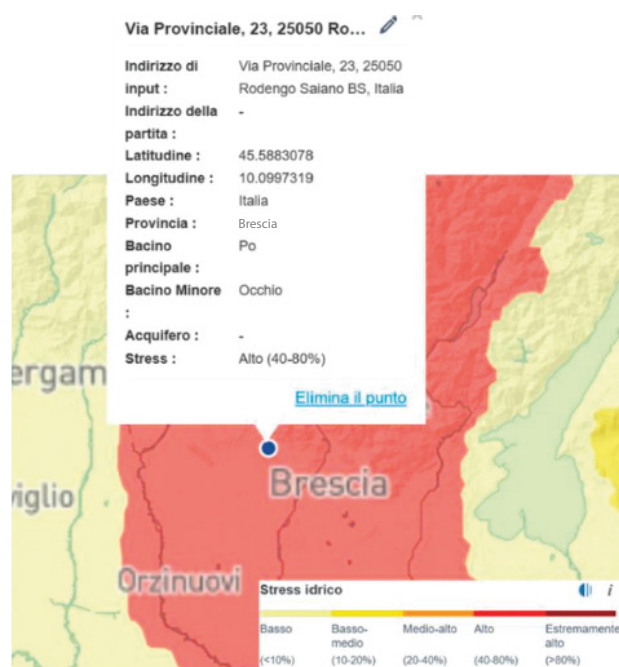 Via Provinciale, 23, 25050 Ro...
Indirizzo di input : Via Provinciale, 23, 25050 Rodengo Saiano BS, Italia
Indirizzo della partita : -
Latitudine : 45.5883078
Longitudine : 10.0997319
Paese : Italia
Provincia : Brescia
Bacino principale : Po
Bacino Minore : Occhio
Acquifero : -
Stress : Alto (40-80%)
Elimina il punto
ergam
viglio
Brescia
Orzinuovi
Stress idrico i
Basso Basso-medio Medio-alto Alto Estremamente alto
(<10%) (10-20%) (20-40%) (40-80%) (>80%)